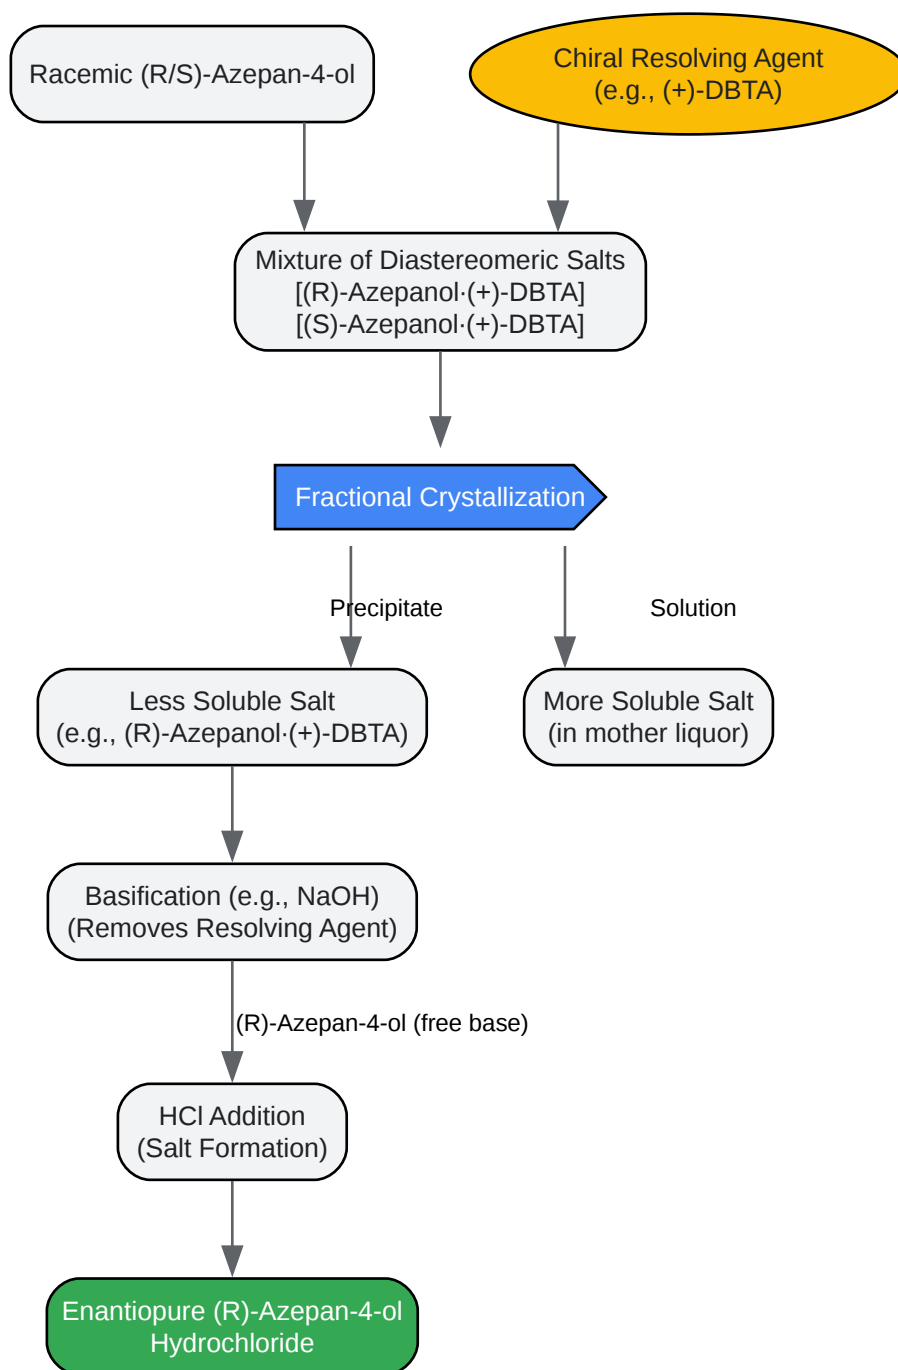 Racemic (R/S)-Azepan-4-ol
Chiral Resolving Agent
(e.g., (+)-DBTA)
Mixture of Diastereomeric Salts
[(R)-Azepanol·(+)-DBTA]
[(S)-Azepanol·(+)-DBTA]
Fractional Crystallization
Precipitate
Solution
Less Soluble Salt
(e.g., (R)-Azepanol·(+)-DBTA)
More Soluble Salt
(in mother liquor)
Basification (e.g., NaOH)
(Removes Resolving Agent)
(R)-Azepan-4-ol (free base)
HCl Addition
(Salt Formation)
Enantiopure (R)-Azepan-4-ol
Hydrochloride